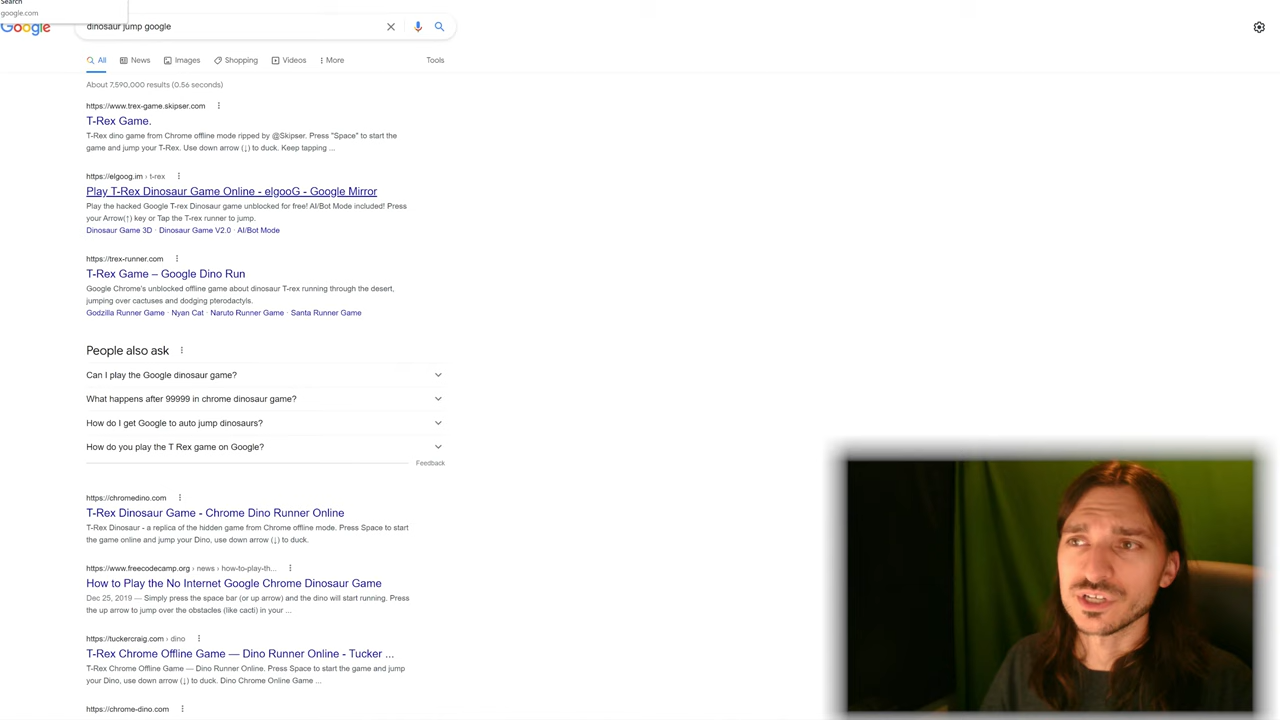 Search
google.com
Google
dinosaur jump google
All News Images Shopping Videos More Tools
About 7,590,000 results (0.56 seconds)
https://www.trex-game.skipser.com
T-Rex Game.
T-Rex dino game from Chrome offline mode ripped by @Skipser. Press "Space" to start the
game and jump your T-Rex. Use down arrow (↓) to duck. Keep tapping ...
https://elgoog.im › t-rex
Play T-Rex Dinosaur Game Online - elgooG - Google Mirror
Play the hacked Google T-rex Dinosaur game unblocked for free! AI/Bot Mode included! Press
your Arrow(↑) key or Tap the T-rex runner to jump.
Dinosaur Game 3D · Dinosaur Game V2.0 · AI/Bot Mode
https://trex-runner.com
T-Rex Game – Google Dino Run
Google Chrome's unblocked offline game about dinosaur T-rex running through the desert,
jumping over cactuses and dodging pterodactyls.
Godzilla Runner Game · Nyan Cat · Naruto Runner Game · Santa Runner Game
People also ask
Can I play the Google dinosaur game?
What happens after 99999 in chrome dinosaur game?
How do I get Google to auto jump dinosaurs?
How do you play the T Rex game on Google?
Feedback
https://chromedino.com
T-Rex Dinosaur Game - Chrome Dino Runner Online
T-Rex Dinosaur - a replica of the hidden game from Chrome offline mode. Press Space to start
the game online and jump your Dino, use down arrow (↓) to duck.
https://www.freecodecamp.org › news › how-to-play-th...
How to Play the No Internet Google Chrome Dinosaur Game
Dec 25, 2019 — Simply press the space bar (or up arrow) and the dino will start running. Press
the up arrow to jump over the obstacles (like cacti) in your ...
https://tuckercraig.com › dino
T-Rex Chrome Offline Game — Dino Runner Online - Tucker ...
T-Rex Chrome Offline Game — Dino Runner Online. Press Space to start the game and jump
your Dino, use down arrow (↓) to duck. Dino Chrome Online Game ...
https://chrome-dino.com